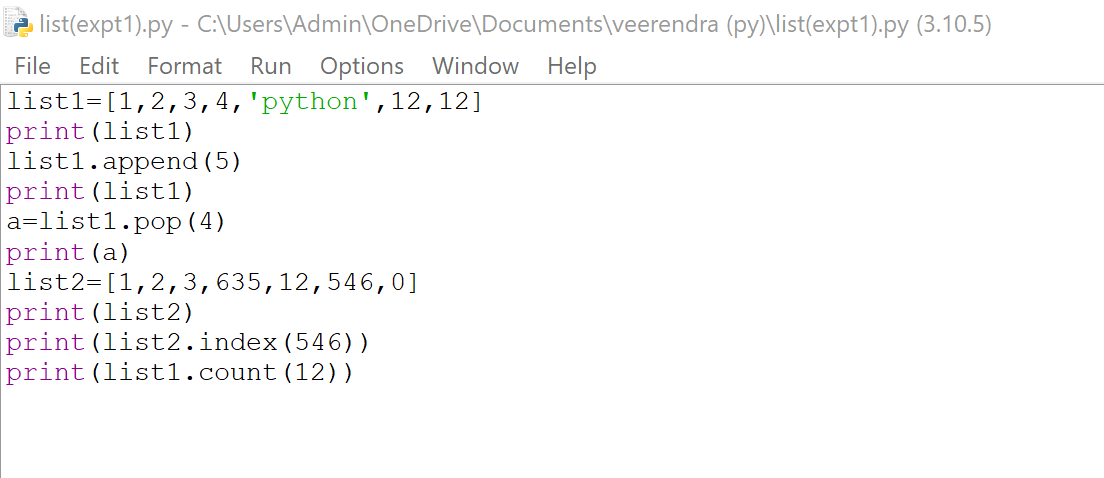 list(expt1).py - C:\Users\Admin\OneDrive\Documents\veerendra (py)\list(expt1).py (3.10.5)
File Edit Format Run Options Window Help
list1=[1,2,3,4,'python',12,12]
print(list1)
list1.append(5)
print(list1)
a=list1.pop(4)
print(a)
list2=[1,2,3,635,12,546,0]
print(list2)
print(list2.index(546))
print(list1.count(12))